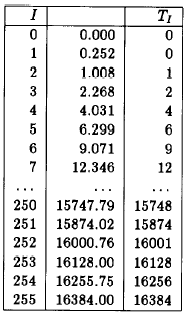 I T_I
0 0.000 0
1 0.252 0
2 1.008 1
3 2.268 2
4 4.031 4
5 6.299 6
6 9.071 9
7 12.346 12
... ... ...
250 15747.79 15748
251 15874.02 15874
252 16000.76 16001
253 16128.00 16128
254 16255.75 16256
255 16384.00 16384